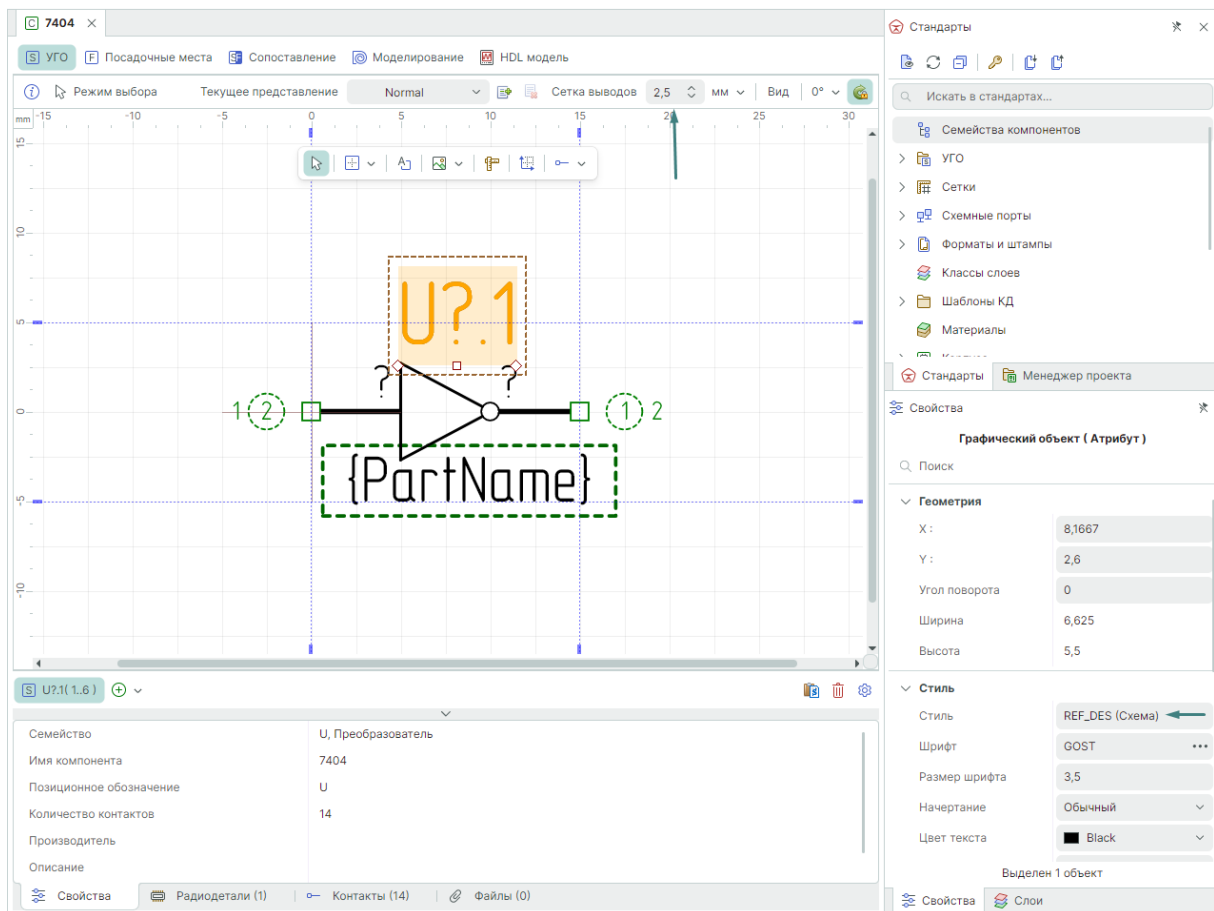 C 7404
S УГО F Посадочные места SF Сопоставление Моделирование HDL модель
Режим выбора Текущее представление Normal Сетка выводов 2,5 мм Вид 0°
mm -15 -10 -5 0 5 10 15 20 25 30
15
10
U?.1
5
? ?
0 1 2 1 2
{PartName}
-5
-10
S U?.1( 1..6 )
Семейство U, Преобразователь
Имя компонента 7404
Позиционное обозначение U
Количество контактов 14
Производитель
Описание
Свойства Радиодетали (1) Контакты (14) Файлы (0)
Стандарты
Искать в стандартах...
Семейства компонентов
УГО
Сетки
Схемные порты
Форматы и штампы
Классы слоев
Шаблоны КД
Материалы
Стандарты Менеджер проекта
Свойства
Графический объект ( Атрибут )
Поиск
Геометрия
X : 8,1667
Y : 2,6
Угол поворота 0
Ширина 6,625
Высота 5,5
Стиль
Стиль REF_DES (Схема)
Шрифт GOST
Размер шрифта 3,5
Начертание Обычный
Цвет текста Black
Выделен 1 объект
Свойства Слои